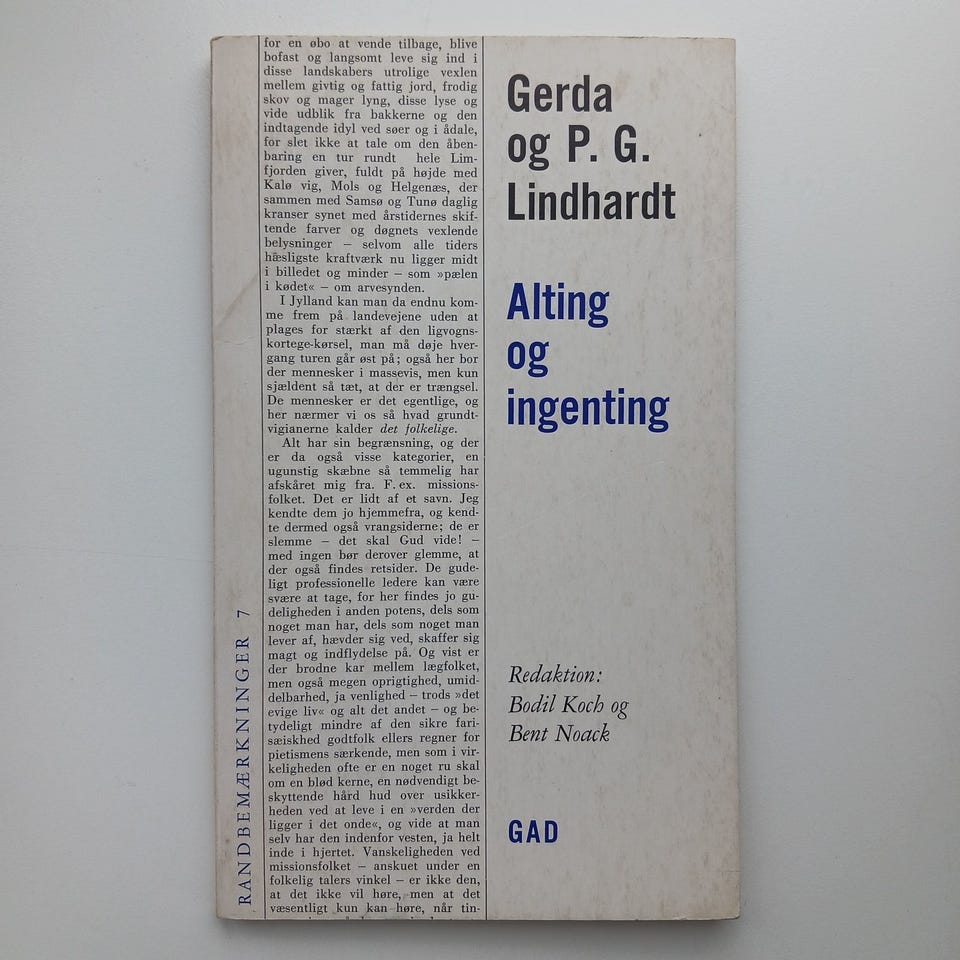 RANDBEMÆRKNINGER 7
for en øbo at vende tilbage, blive
bofast og langsomt leve sig ind i
disse landskabers utrolige vexlen
mellem givtig og fattig jord, frodig
skov og mager lyng, disse lyse og
vide udblik fra bakkerne og den
indtagende idyl ved søer og i ådale,
for slet ikke at tale om den åben-
baring en tur rundt hele Lim-
fjorden giver, fuldt på højde med
Kalø vig, Mols og Helgenæs, der
sammen med Samsø og Tunø daglig
kranser synet med årstidernes skif-
tende farver og døgnets vexlende
belysninger – selvom alle tiders
hæsligste kraftværk nu ligger midt
i billedet og minder – som »pælen
i kødet« – om arvesynden.
I Jylland kan man da endnu kom-
me frem på landevejene uden at
plages for stærkt af den ligvogns-
kortege-kørsel, man må døje hver-
gang turen går øst på; også her bor
der mennesker i massevis, men kun
sjældent så tæt, at der er trængsel.
De mennesker er det egentlige, og
her nærmer vi os så hvad grundt-
vigianerne kalder det folkelige.
Alt har sin begrænsning, og der
er da også visse kategorier, en
ugunstig skæbne så temmelig har
afskåret mig fra. F. ex. missions-
folket. Det er lidt af et savn. Jeg
kendte dem jo hjemmefra, og kend-
te dermed også vrangsiderne; de er
slemme – det skal Gud vide! –
med ingen bør derover glemme, at
der også findes retsider. De gude-
ligt professionelle ledere kan være
svære at tage, for her findes jo gu-
deligheden i anden potens, dels som
noget man har, dels som noget man
lever af, hævder sig ved, skaffer sig
magt og indflydelse på. Og vist er
der brodne kar mellem lægfolket,
men også megen oprigtighed, umid-
delbarhed, ja venlighed – trods »det
evige liv« og alt det andet – og be-
tydeligt mindre af den sikre fari-
sæiskhed godtfolk ellers regner for
pietismens særkende, men som i vir-
keligheden ofte er en noget ru skal
om en blød kerne, en nødvendigt be-
skyttende hård hud over usikker-
heden ved at leve i en »verden der
ligger i det onde«, og vide at man
selv har den indenfor vesten, ja helt
inde i hjertet. Vanskeligheden ved
missionsfolket – anskuet under en
folkelig talers vinkel – er ikke den,
at det ikke vil høre, men at det
væsentligt kun kan høre, når tin-
Gerda
og P. G.
Lindhardt
Alting
og
ingenting
Redaktion:
Bodil Koch og
Bent Noack
GAD